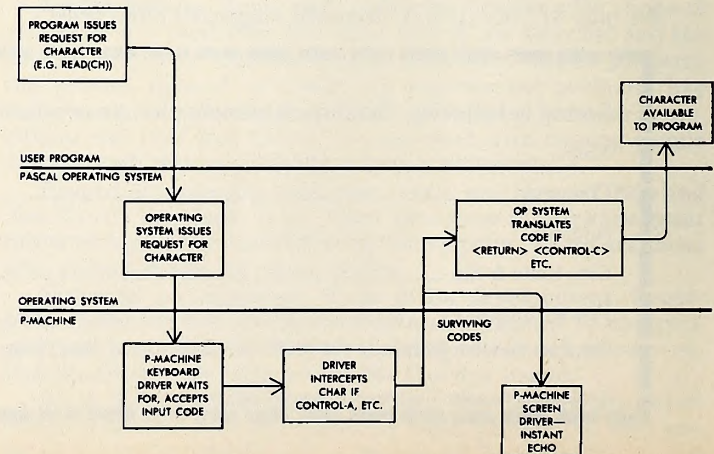 PROGRAM ISSUES
REQUEST FOR
CHARACTER
(E.G. READ(CH))
CHARACTER
AVAILABLE
TO PROGRAM
USER PROGRAM
PASCAL OPERATING SYSTEM
OPERATING
SYSTEM ISSUES
REQUEST FOR
CHARACTER
OP SYSTEM
TRANSLATES
CODE IF
<RETURN> <CONTROL-C>
ETC.
OPERATING SYSTEM
P-MACHINE
SURVIVING
CODES
P-MACHINE
KEYBOARD
DRIVER WAITS
FOR, ACCEPTS
INPUT CODE
DRIVER
INTERCEPTS
CHAR IF
CONTROL-A, ETC.
P-MACHINE
SCREEN
DRIVER—
INSTANT
ECHO